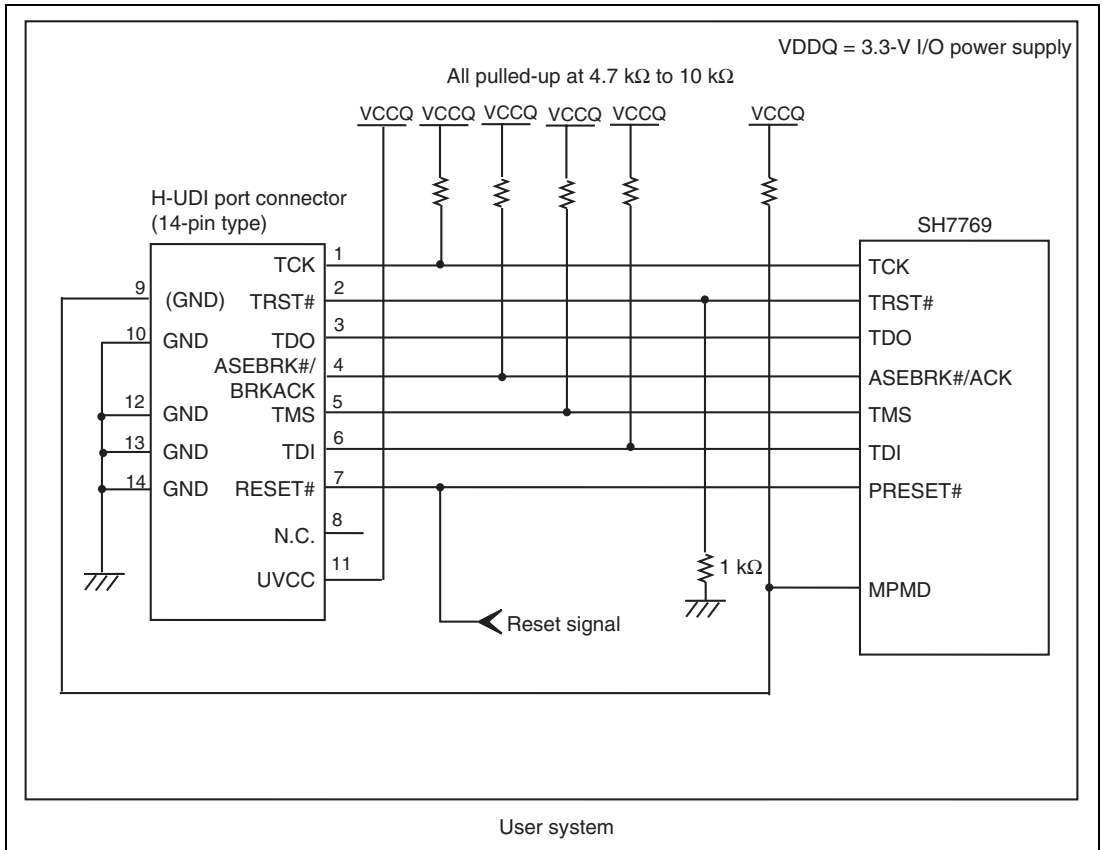 VDDQ = 3.3-V I/O power supply
All pulled-up at 4.7 kΩ to 10 kΩ
VCCQ VCCQ VCCQ VCCQ VCCQ VCCQ
H-UDI port connector
(14-pin type)
SH7769
TCK 1 TCK
9 (GND) TRST# 2 TRST#
10 GND TDO 3 TDO
ASEBRK#/
BRKACK 4 ASEBRK#/ACK
12 GND TMS 5 TMS
13 GND TDI 6 TDI
14 GND RESET# 7 PRESET#
N.C. 8
UVCC 11
1 kΩ
MPMD
Reset signal
User system